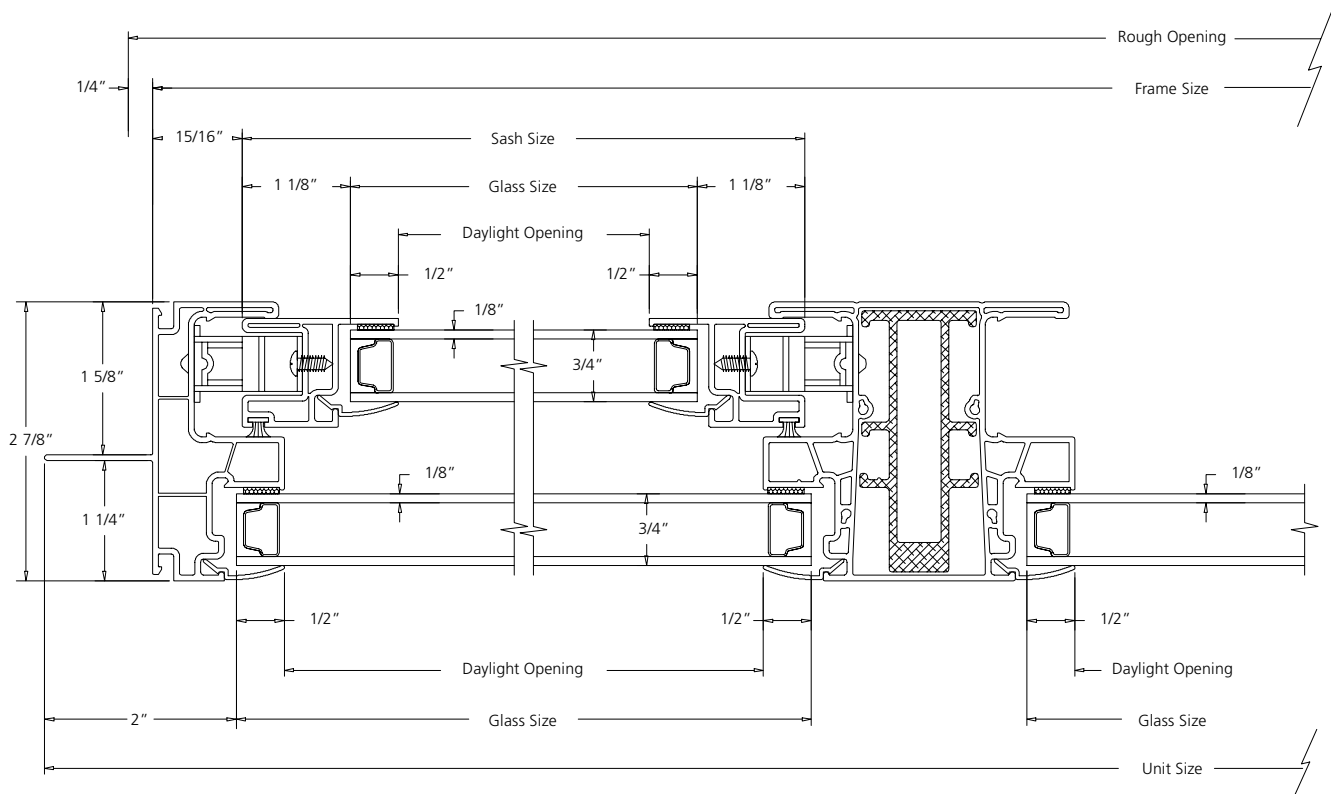 Rough Opening
1/4”
Frame Size
15/16”
Sash Size
1 1/8”
Glass Size
1 1/8”
Daylight Opening
1/2”
1/2”
1/8”
3/4”
1 5/8”
2 7/8”
1/8”
1/8”
1 1/4”
3/4”
1/2”
1/2”
1/2”
Daylight Opening
Daylight Opening
2”
Glass Size
Glass Size
Unit Size